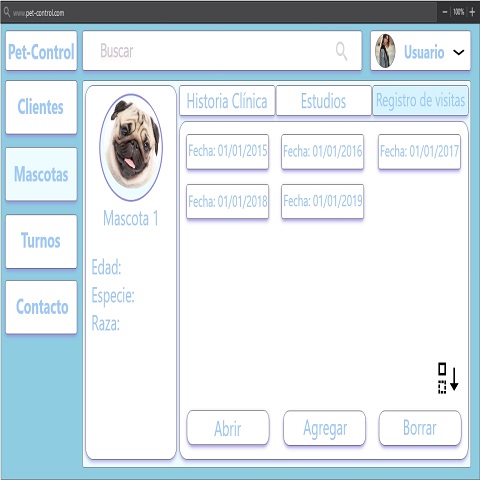 www.pet-control.com
100%
Pet-Control
Buscar
Usuario
Clientes
Mascotas
Turnos
Contacto
Mascota 1
Edad:
Especie:
Raza:
Historia Clínica
Estudios
Registro de visitas
Fecha: 01/01/2015
Fecha: 01/01/2016
Fecha: 01/01/2017
Fecha: 01/01/2018
Fecha: 01/01/2019
Abrir
Agregar
Borrar